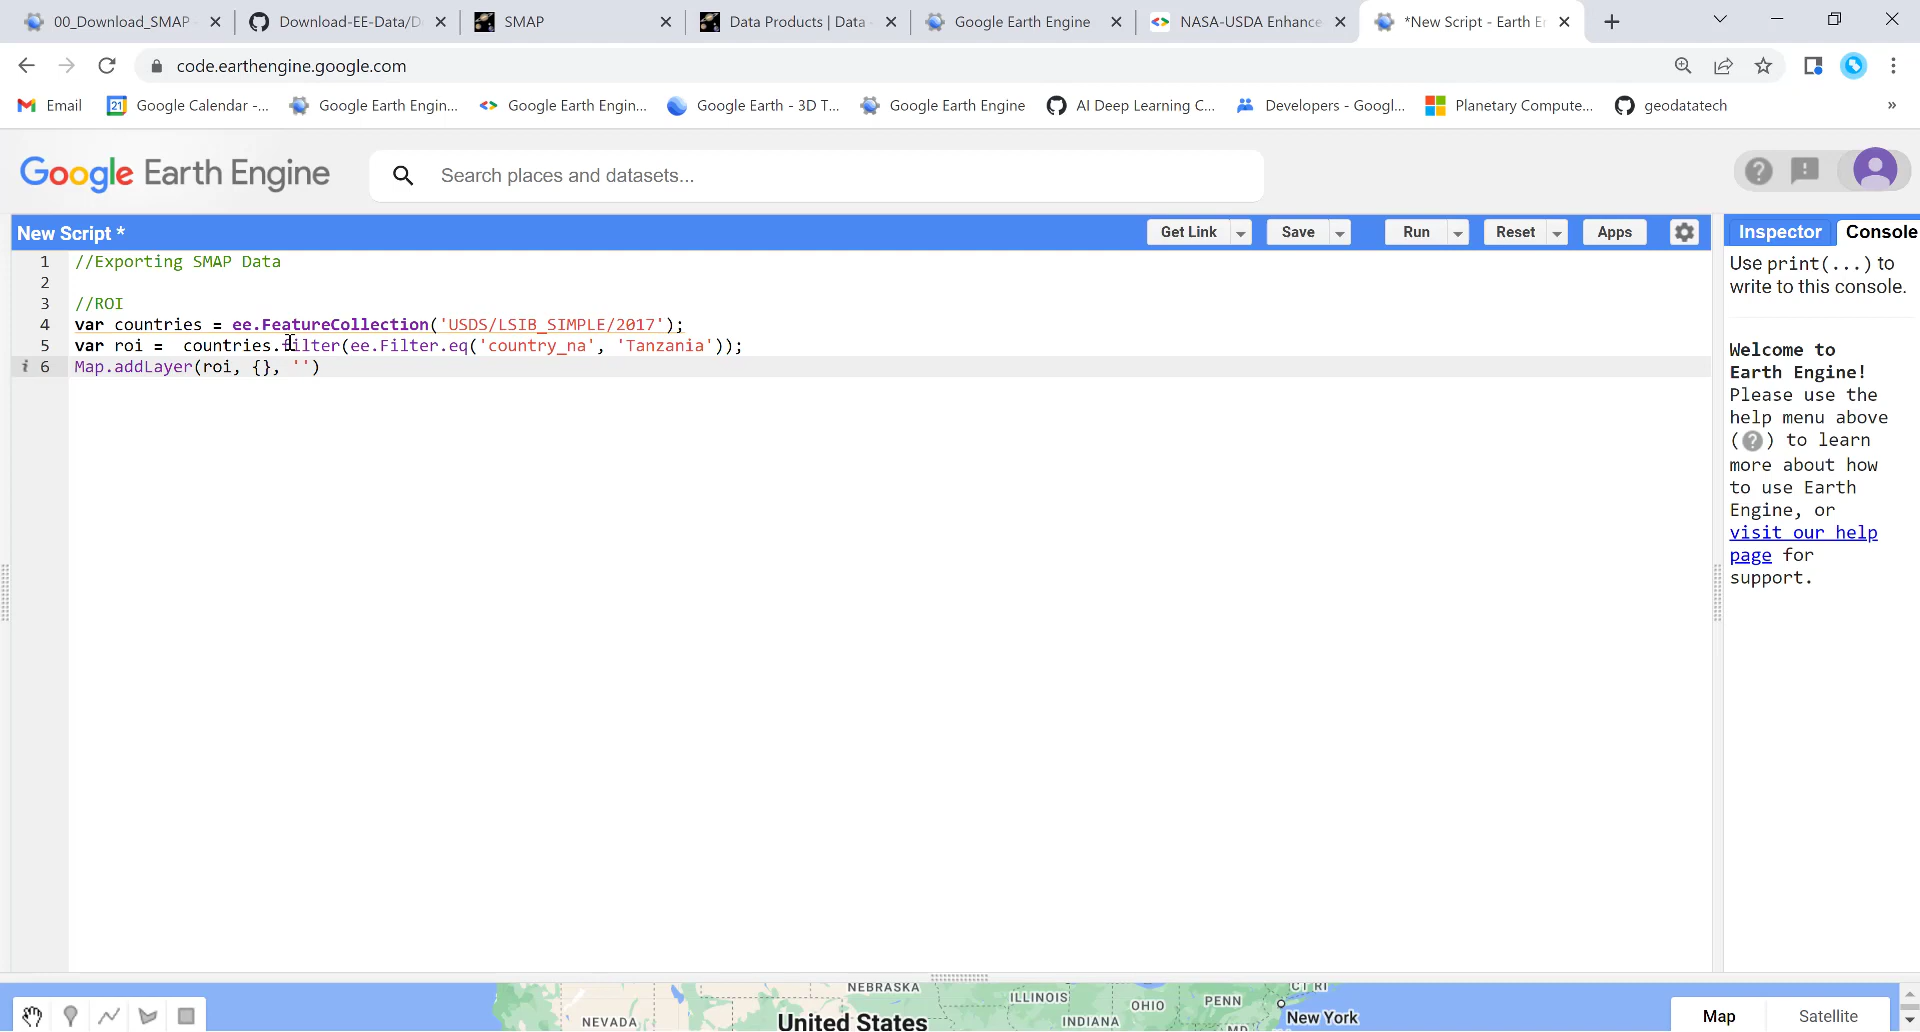 00_Download_SMAP
Download-EE-Data/D
SMAP
Data Products | Data
Google Earth Engine
NASA-USDA Enhance
*New Script - Earth E
code.earthengine.google.com
Email
21
Google Calendar -...
Google Earth Engin...
Google Earth Engin...
Google Earth - 3D T...
Google Earth Engine
AI Deep Learning C...
Developers - Googl...
Planetary Compute...
geodatatech
»
Google Earth Engine
Search places and datasets...
New Script *
Get Link
Save
Run
Reset
Apps
Inspector
Console
1 //Exporting SMAP Data
2
3 //ROI
4 var countries = ee.FeatureCollection('USDS/LSIB_SIMPLE/2017');
5 var roi =  countries.filter(ee.Filter.eq('country_na', 'Tanzania'));
i 6 Map.addLayer(roi, {}, '')
Use print(...) to
write to this console.
Welcome to
Earth Engine!
Please use the
help menu above
(?) to learn
more about how
to use Earth
Engine, or
visit our help
page for
support.
NEBRASKA
ILLINOIS
OHIO
PENN
CT RI
NEVADA
United States
INDIANA
MD
New York
Map
Satellite